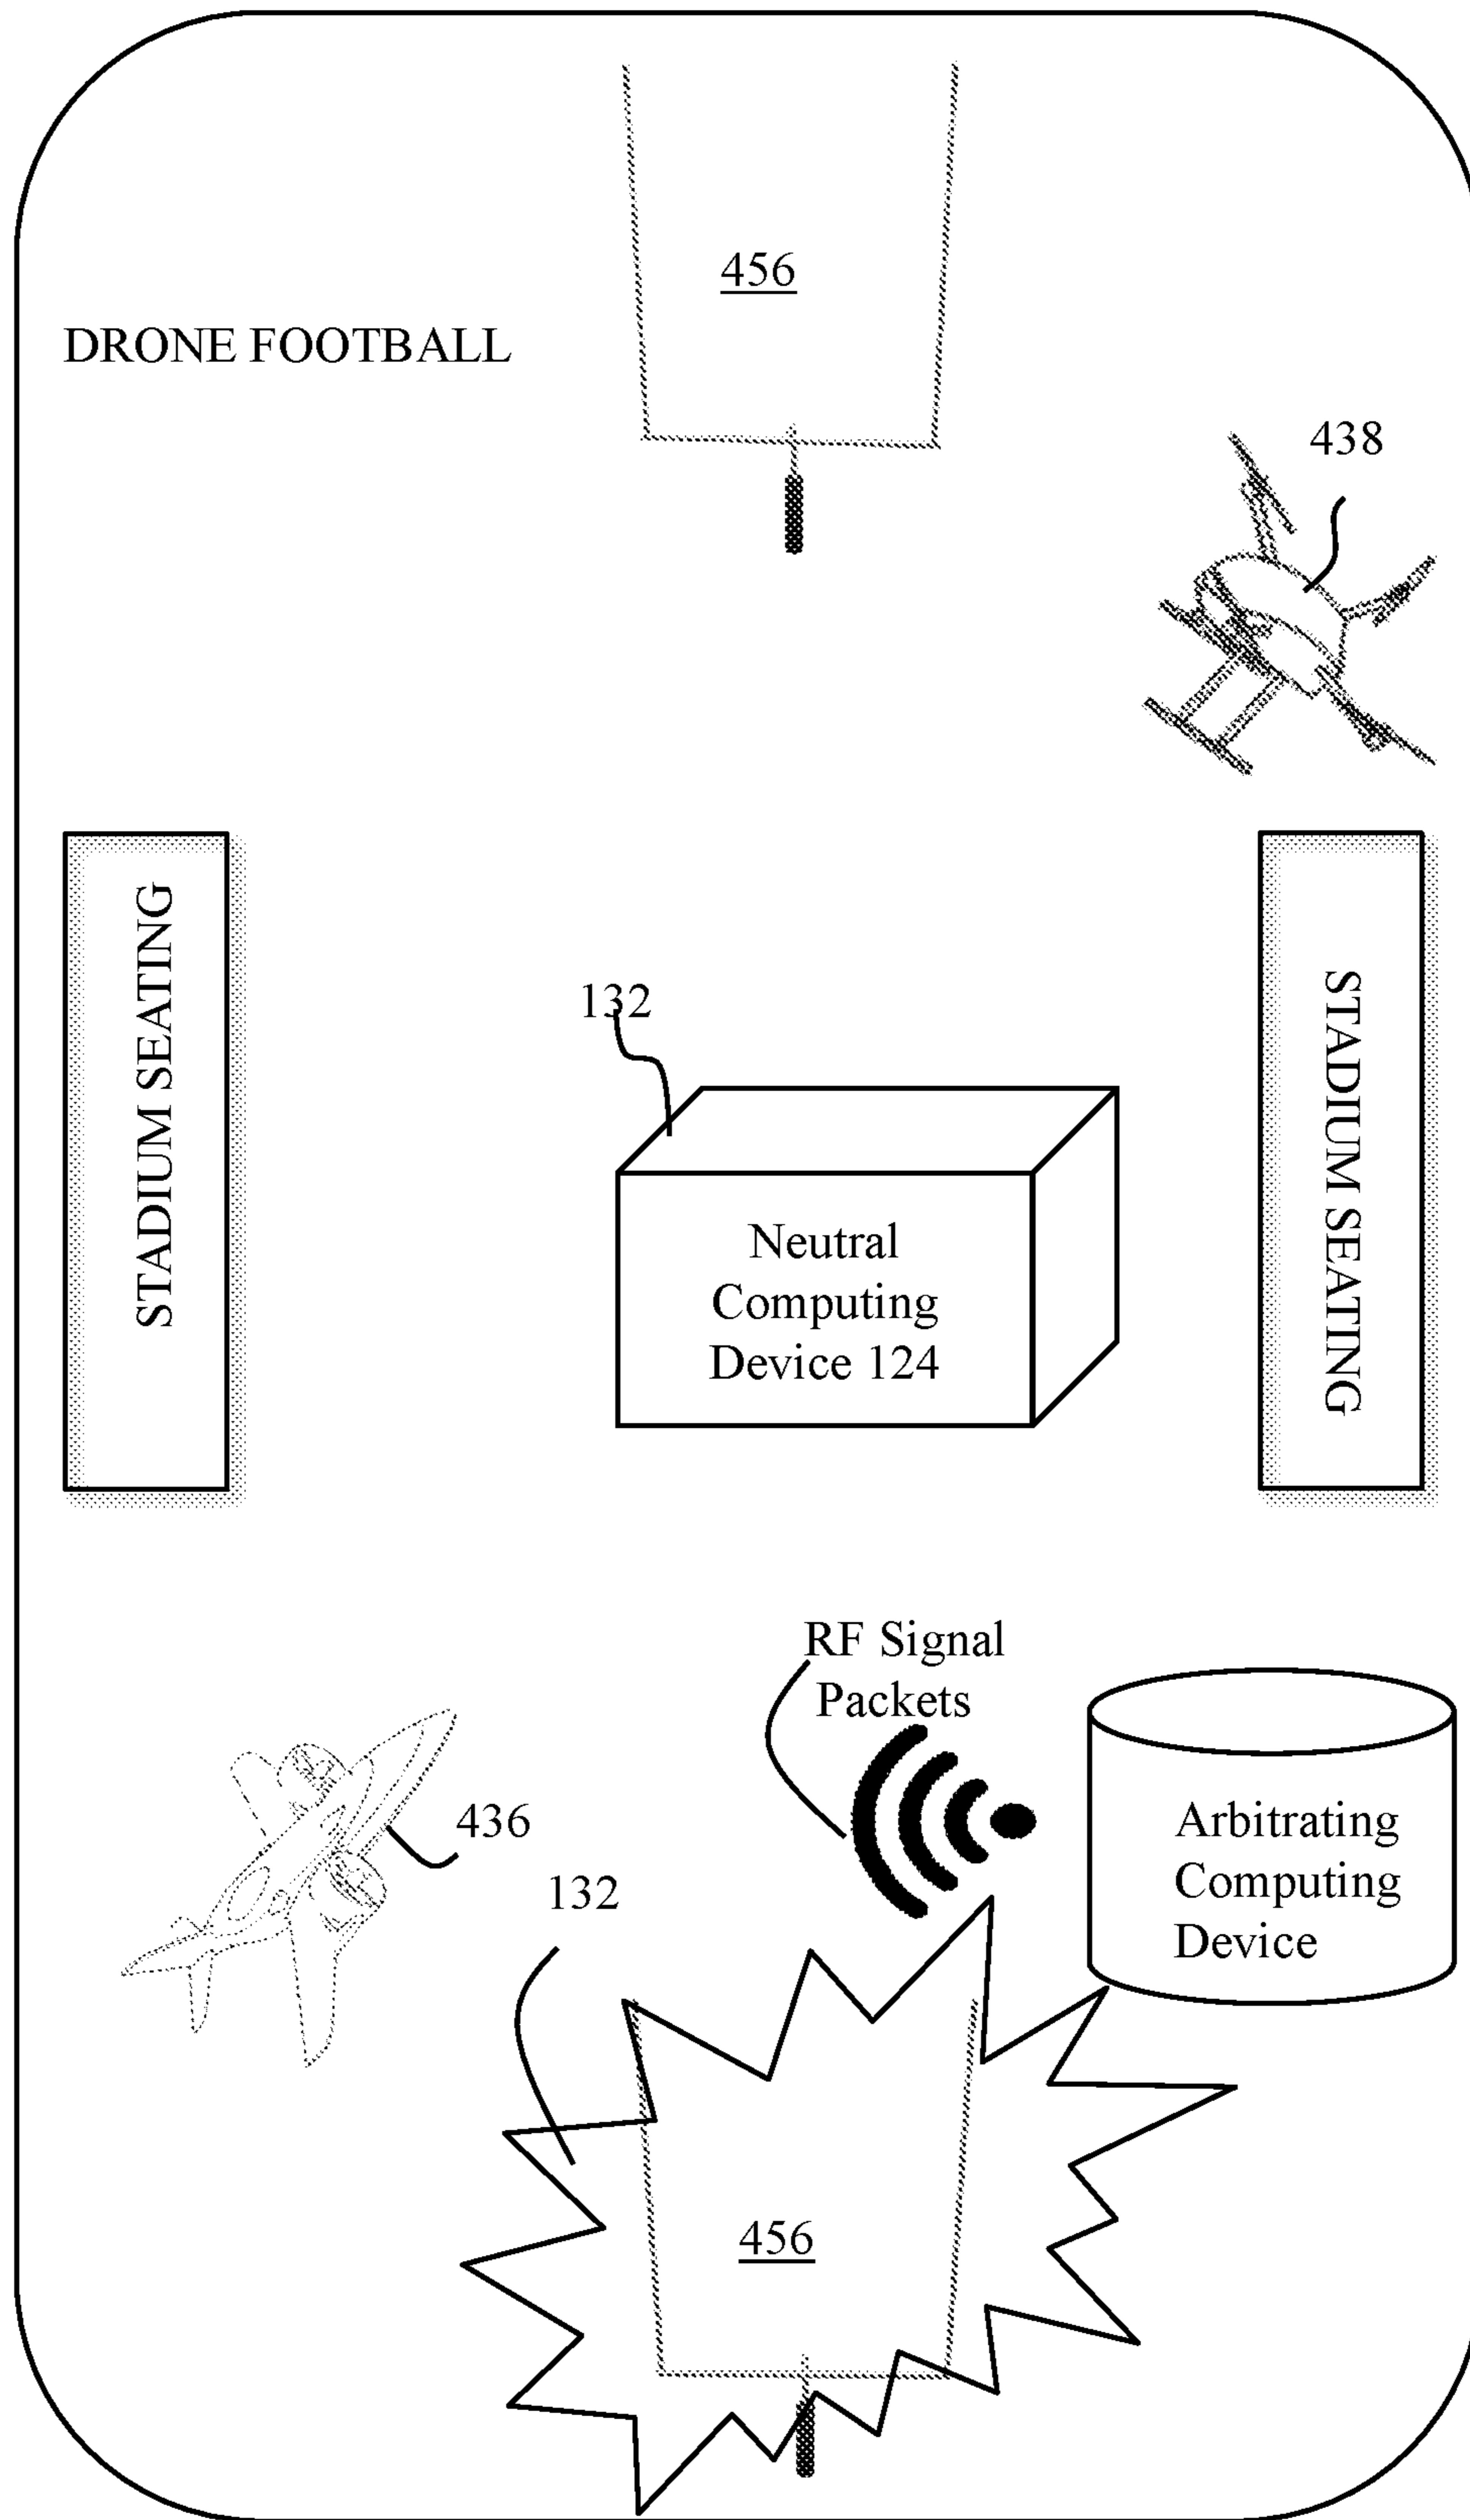 456
DRONE FOOTBALL
438
STADIUM SEATING
STADIUM SEATING
132
Neutral
Computing
Device 124
RF Signal
Packets
436
132
Arbitrating
Computing
Device
456